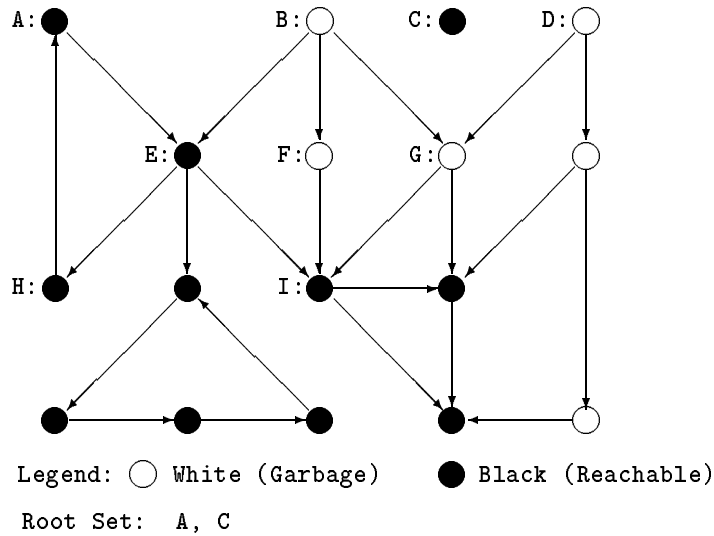 A: B: C: D:
E: F: G:
H: I:
Legend: White (Garbage) Black (Reachable)
Root Set: A, C